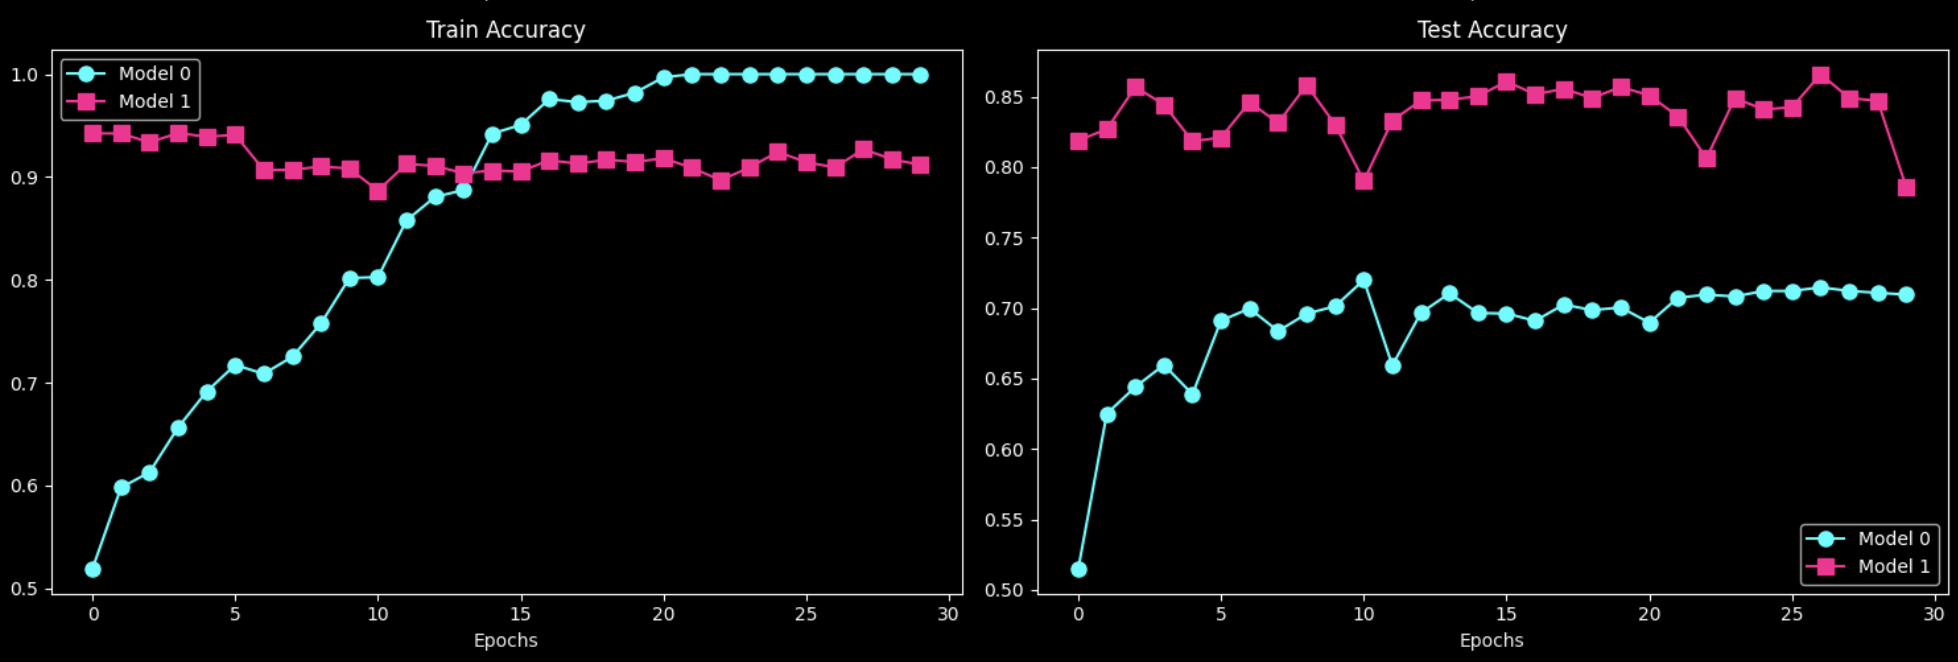 Train Accuracy
Model 0
Model 1
1.0
0.9
0.8
0.7
0.6
0.5
0 5 10 15 20 25 30
Epochs
Test Accuracy
0.85
0.80
0.75
0.70
0.65
0.60
0.55
0.50
Model 0
Model 1
0 5 10 15 20 25 30
Epochs